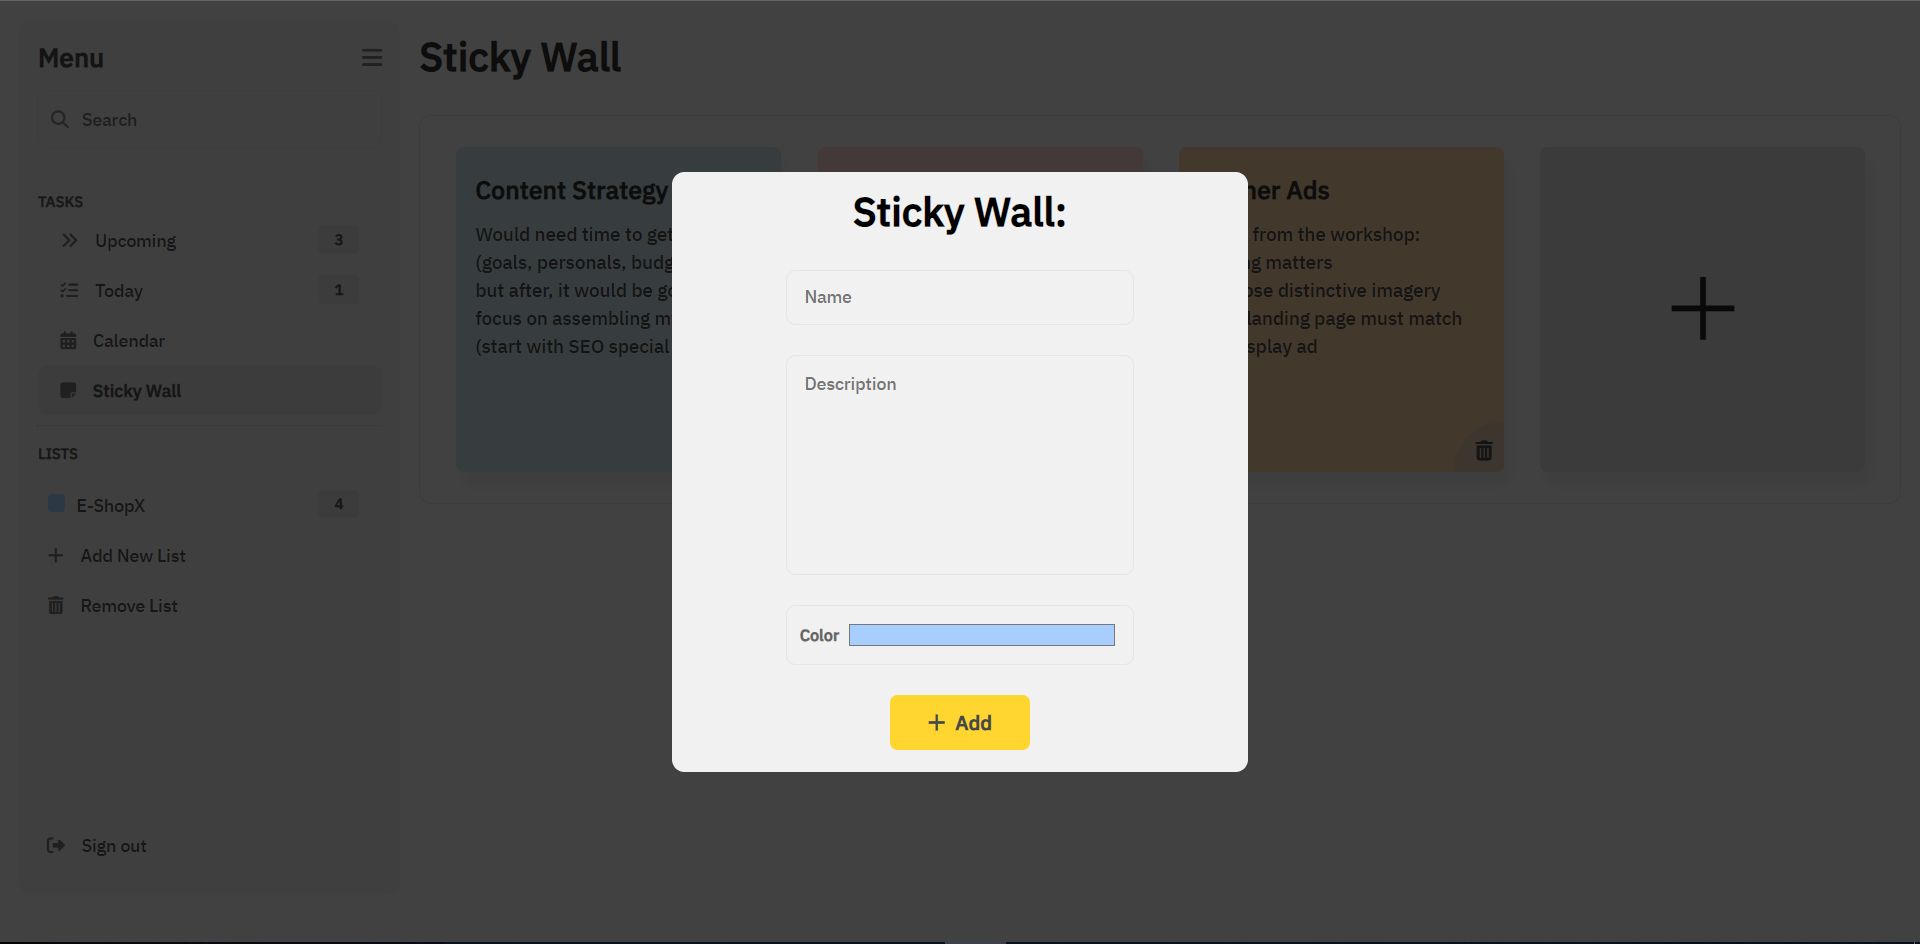 Menu
Search
TASKS
Upcoming 3
Today 1
Calendar
Sticky Wall
LISTS
E-ShopX 4
Add New List
Remove List
Sign out
Sticky Wall
Content Strategy
Would need time to get
(goals, personals, budg
but after, it would be go
focus on assembling m
(start with SEO special
ner Ads
from the workshop:
ng matters
ose distinctive imagery
landing page must match
splay ad
Sticky Wall:
Name
Description
Color
Add